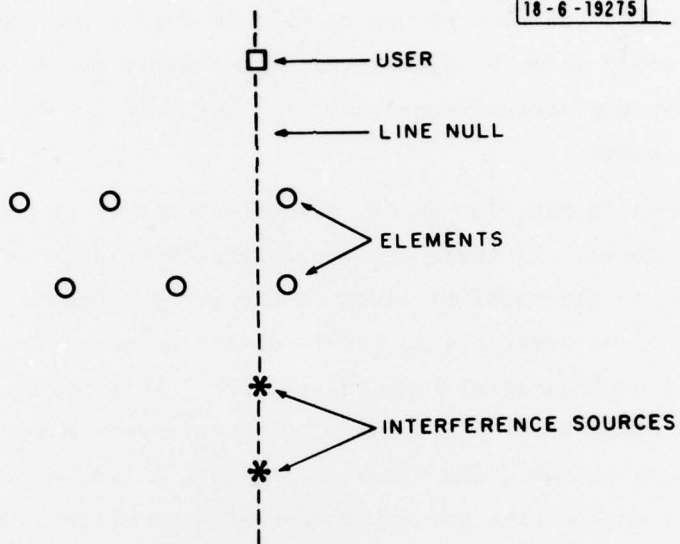 18-6-19275
USER
LINE NULL
ELEMENTS
INTERFERENCE SOURCES